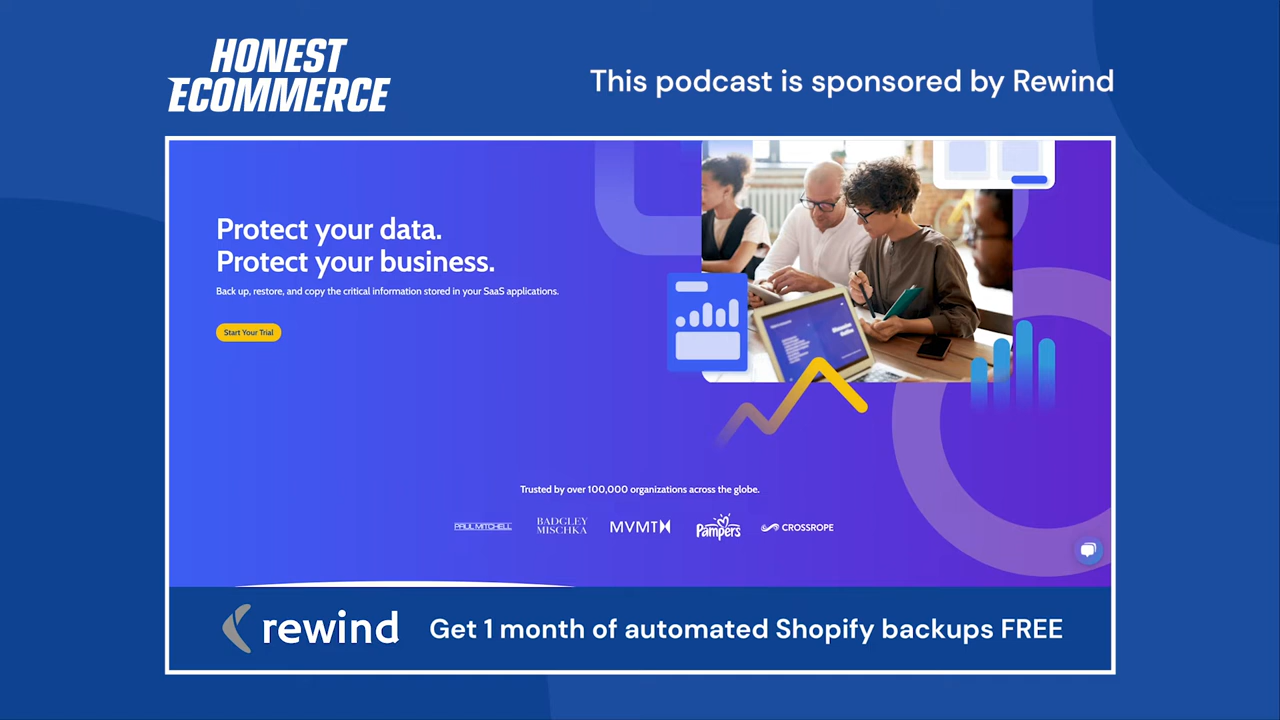 HONEST
ECOMMERCE
This podcast is sponsored by Rewind
Protect your data.
Protect your business.
Back up, restore, and copy the critical information stored in your SaaS applications.
Start Your Trial
Trusted by over 100,000 organizations across the globe.
PAUL MITCHELL
BADGLEY
MISCHKA
MVMT
Pampers
CROSSROPE
rewind
Get 1 month of automated Shopify backups FREE